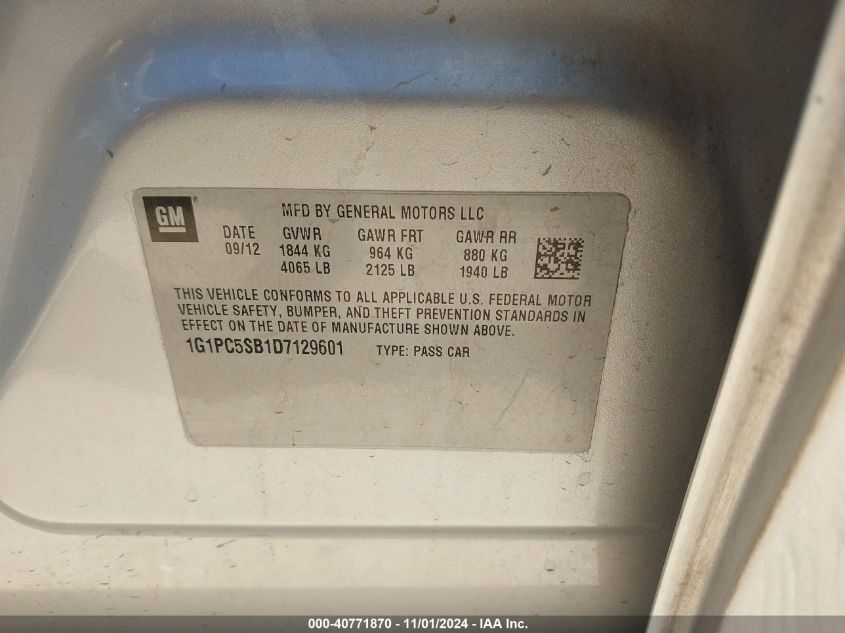 GM ®
MFD BY GENERAL MOTORS LLC
DATE GVWR GAWR FRT GAWR RR
09/12 1844 KG 964 KG 880 KG
4065 LB 2125 LB 1940 LB
THIS VEHICLE CONFORMS TO ALL APPLICABLE U.S. FEDERAL MOTOR
VEHICLE SAFETY, BUMPER, AND THEFT PREVENTION STANDARDS IN
EFFECT ON THE DATE OF MANUFACTURE SHOWN ABOVE.
1G1PC5SB1D7129601 TYPE: PASS CAR
000-40771870 - 11/01/2024 - IAA Inc.